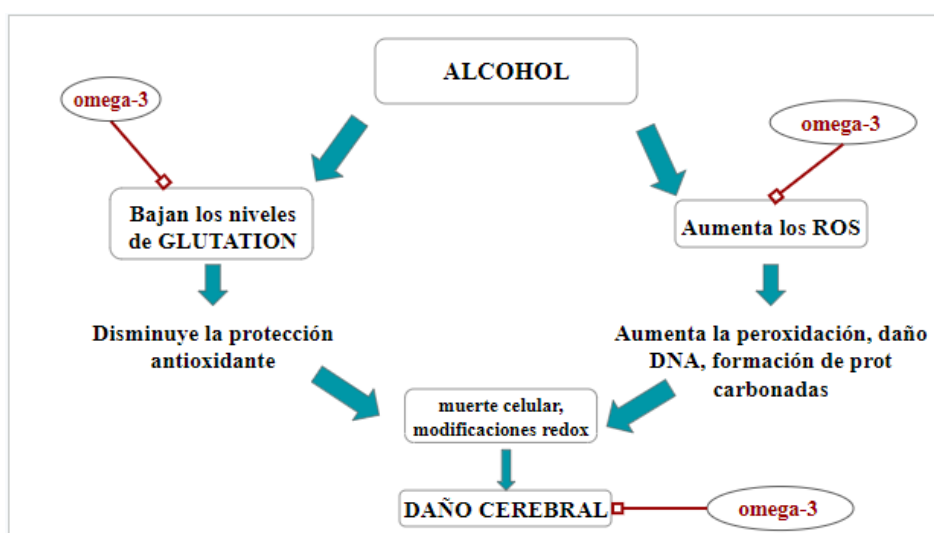 ALCOHOL
omega-3
omega-3
Bajan los niveles
de GLUTATION
Aumenta los ROS
Disminuye la protección
antioxidante
Aumenta la peroxidación, daño
DNA, formación de prot
carbonadas
muerte celular,
modificaciones redox
DAÑO CEREBRAL
omega-3